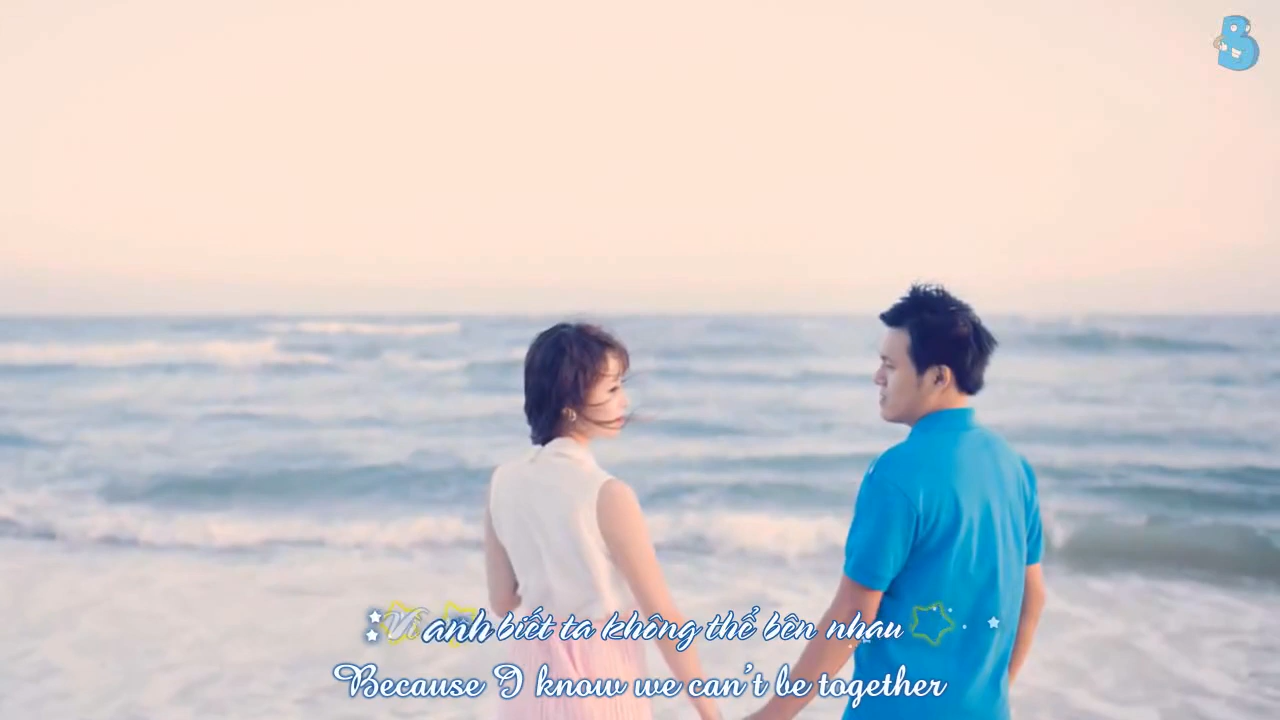 Vì anh biết ta không thể bên nhau
Because I know we can't be together